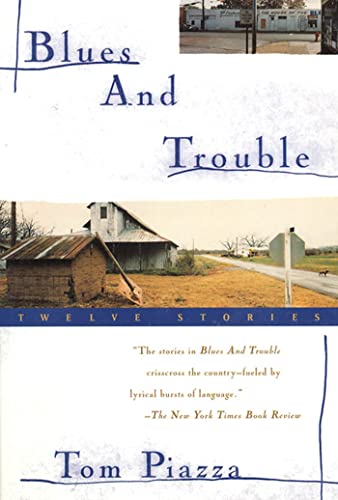 Blues
And
Trouble
TWELVE STORIES
"The stories in Blues And Trouble
crisscross the country—fueled by
lyrical bursts of language."
—The New York Times Book Review
Tom Piazza